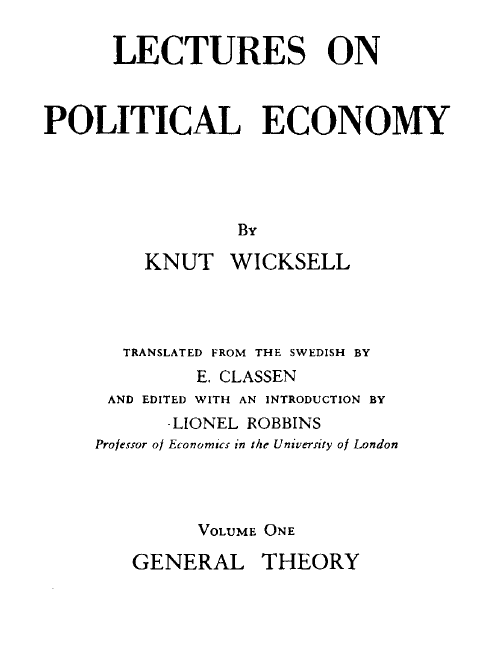 LECTURES ON
POLITICAL ECONOMY
By
KNUT WICKSELL
TRANSLATED FROM THE SWEDISH BY
E. CLASSEN
AND EDITED WITH AN INTRODUCTION BY
LIONEL ROBBINS
Professor of Economics in the University of London
VOLUME ONE
GENERAL THEORY